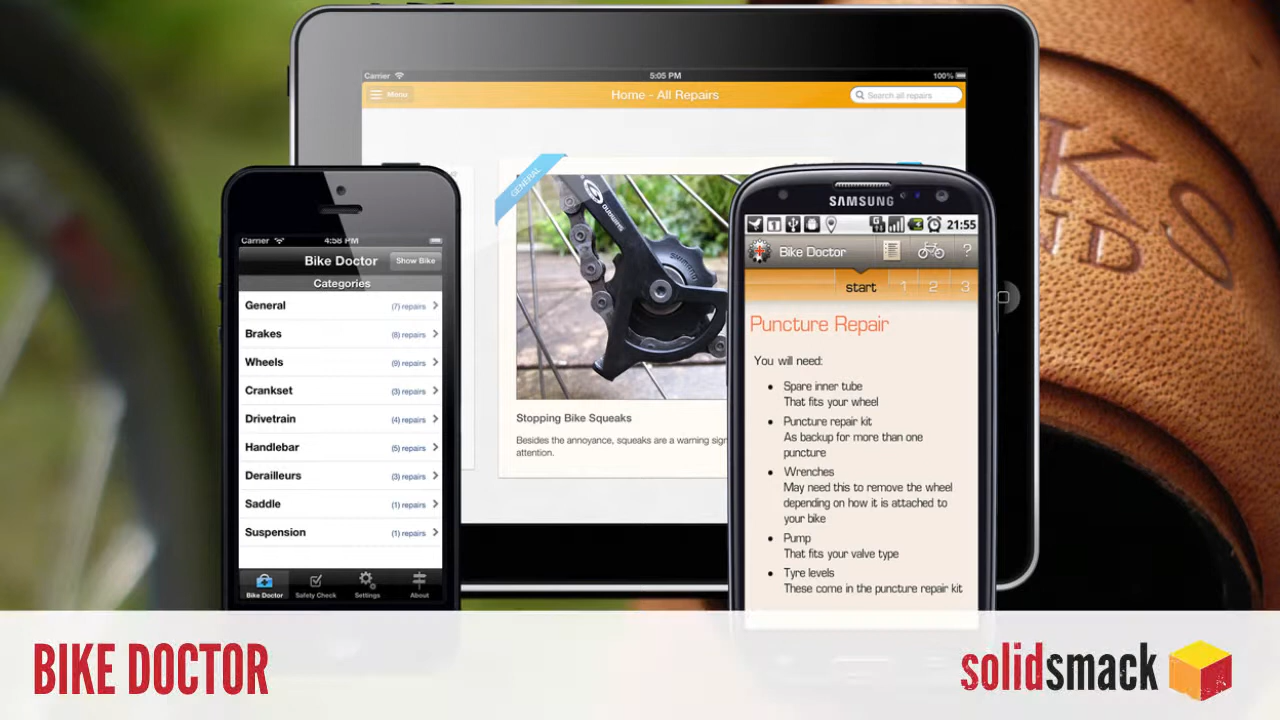 Carrier
5:05 PM
100%
Menu
Home - All Repairs
Search all repairs
GENERAL
SHIMANO
SHIMANO
Stopping Bike Squeaks
Besides the annoyance, squeaks are a warning sign
attention.
Carrier
4:58 PM
Bike Doctor
Show Bike
Categories
General (7) repairs
Brakes (8) repairs
Wheels (9) repairs
Crankset (3) repairs
Drivetrain (4) repairs
Handlebar (5) repairs
Derailleurs (3) repairs
Saddle (1) repairs
Suspension (1) repairs
Bike Doctor
Safety Check
Settings
About
SAMSUNG
21:55
Bike Doctor
?
start 1 2 3
Puncture Repair
You will need:
• Spare inner tube
That fits your wheel
• Puncture repair kit
As backup for more than one
puncture
• Wrenches
May need this to remove the wheel
depending on how it is attached to
your bike
• Pump
That fits your valve type
• Tyre levels
These come in the puncture repair kit
BIKE DOCTOR
solidsmack